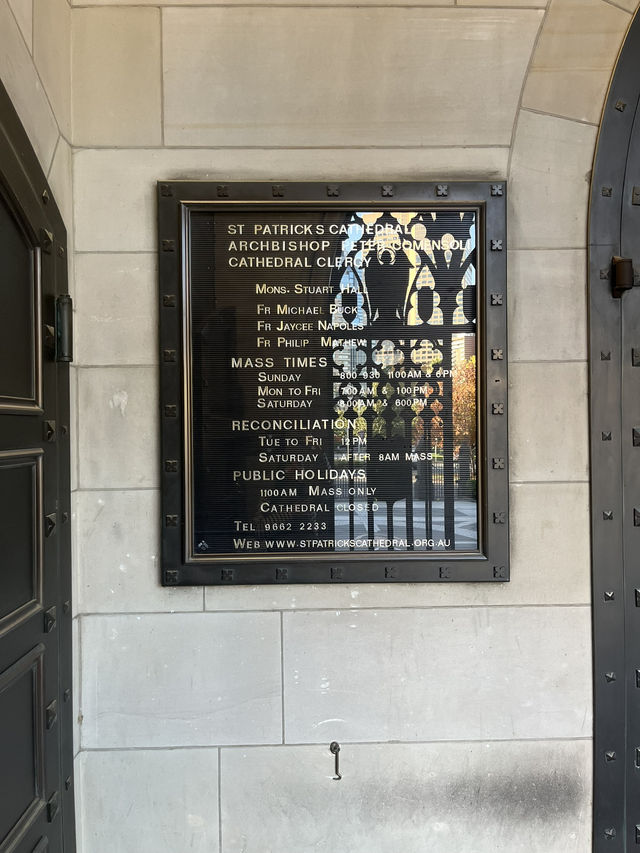 ST PATRICKS CATHEDRAL
ARCHBISHOP PETER COMENSOLI
CATHEDRAL CLERGY
MONS. STUART HALL
FR MICHAEL BUCK
FR JAYCEE NAPOLES
FR PHILIP MATHEW
MASS TIMES
SUNDAY 800 930 1100AM & 6PM
MON TO FRI 700AM & 100PM
SATURDAY 800AM & 600PM
RECONCILIATION
TUE TO FRI 12PM
SATURDAY AFTER 8AM MASS
PUBLIC HOLIDAYS
1100AM MASS ONLY
CATHEDRAL CLOSED
TEL 9662 2233
WEB WWW.STPATRICKSCATHEDRAL.ORG.AU